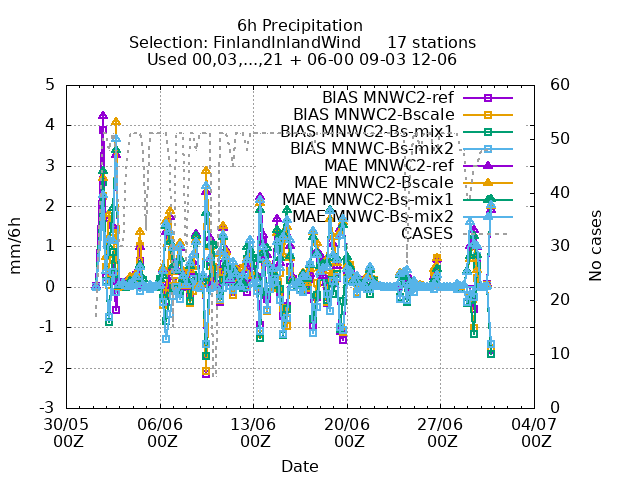 6h Precipitation
Selection: FinlandInlandWind 17 stations
Used 00,03,...,21 + 06-00 09-03 12-06
5 60
BIAS MNWC2-ref
BIAS MNWC2-Bscale
4 50
BIAS MNWC2-Bs-mix1
BIAS MNWC-Bs-mix2
3
MAE MNWC2-ref
MAE MNWC2-Bscale
40
2
MAE MNWC2-Bs-mix1
MAE MNWC-Bs-mix2
CASES
1 30
0
20
-1
-2 10
-3 0
mm/6h
No cases
30/05 06/06 13/06 20/06 27/06 04/07
00Z 00Z 00Z 00Z 00Z 00Z
Date